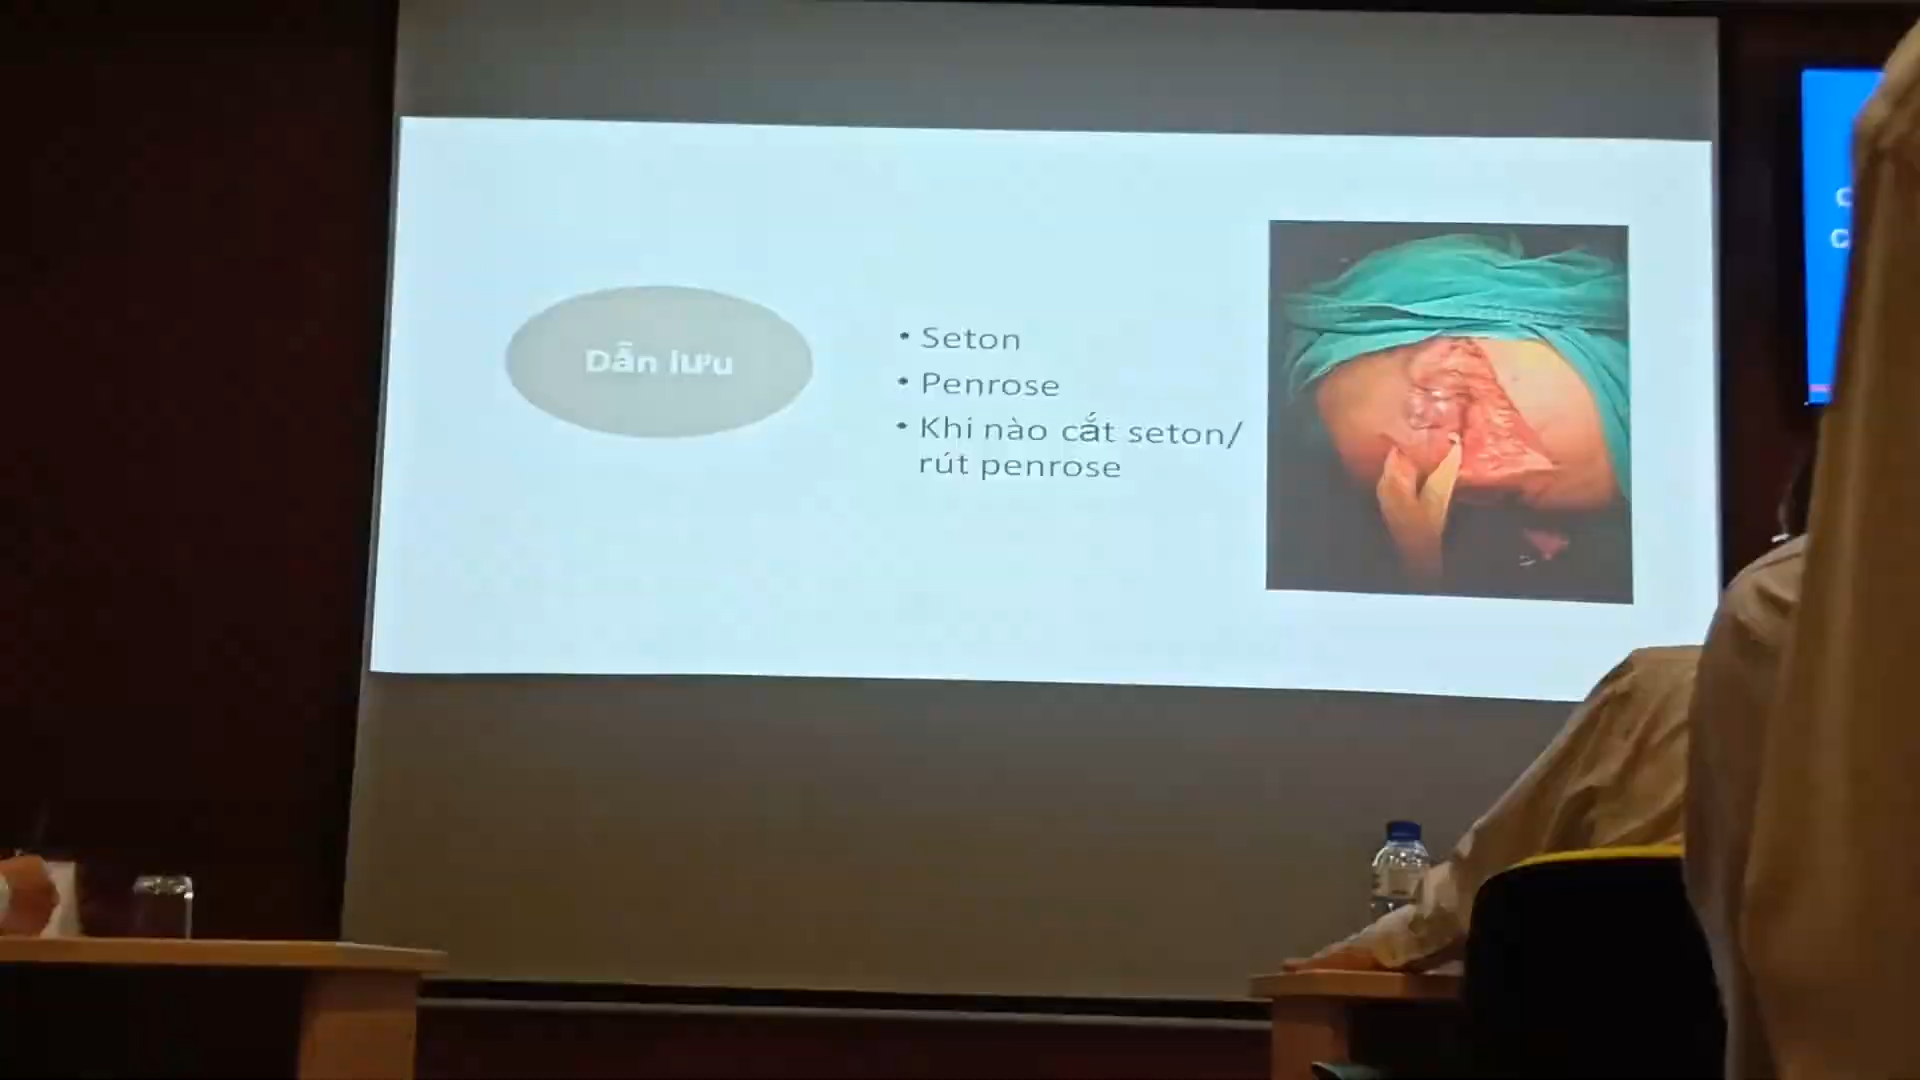 Dẫn lưu
• Seton
• Penrose
• Khi nào cắt seton/
rút penrose